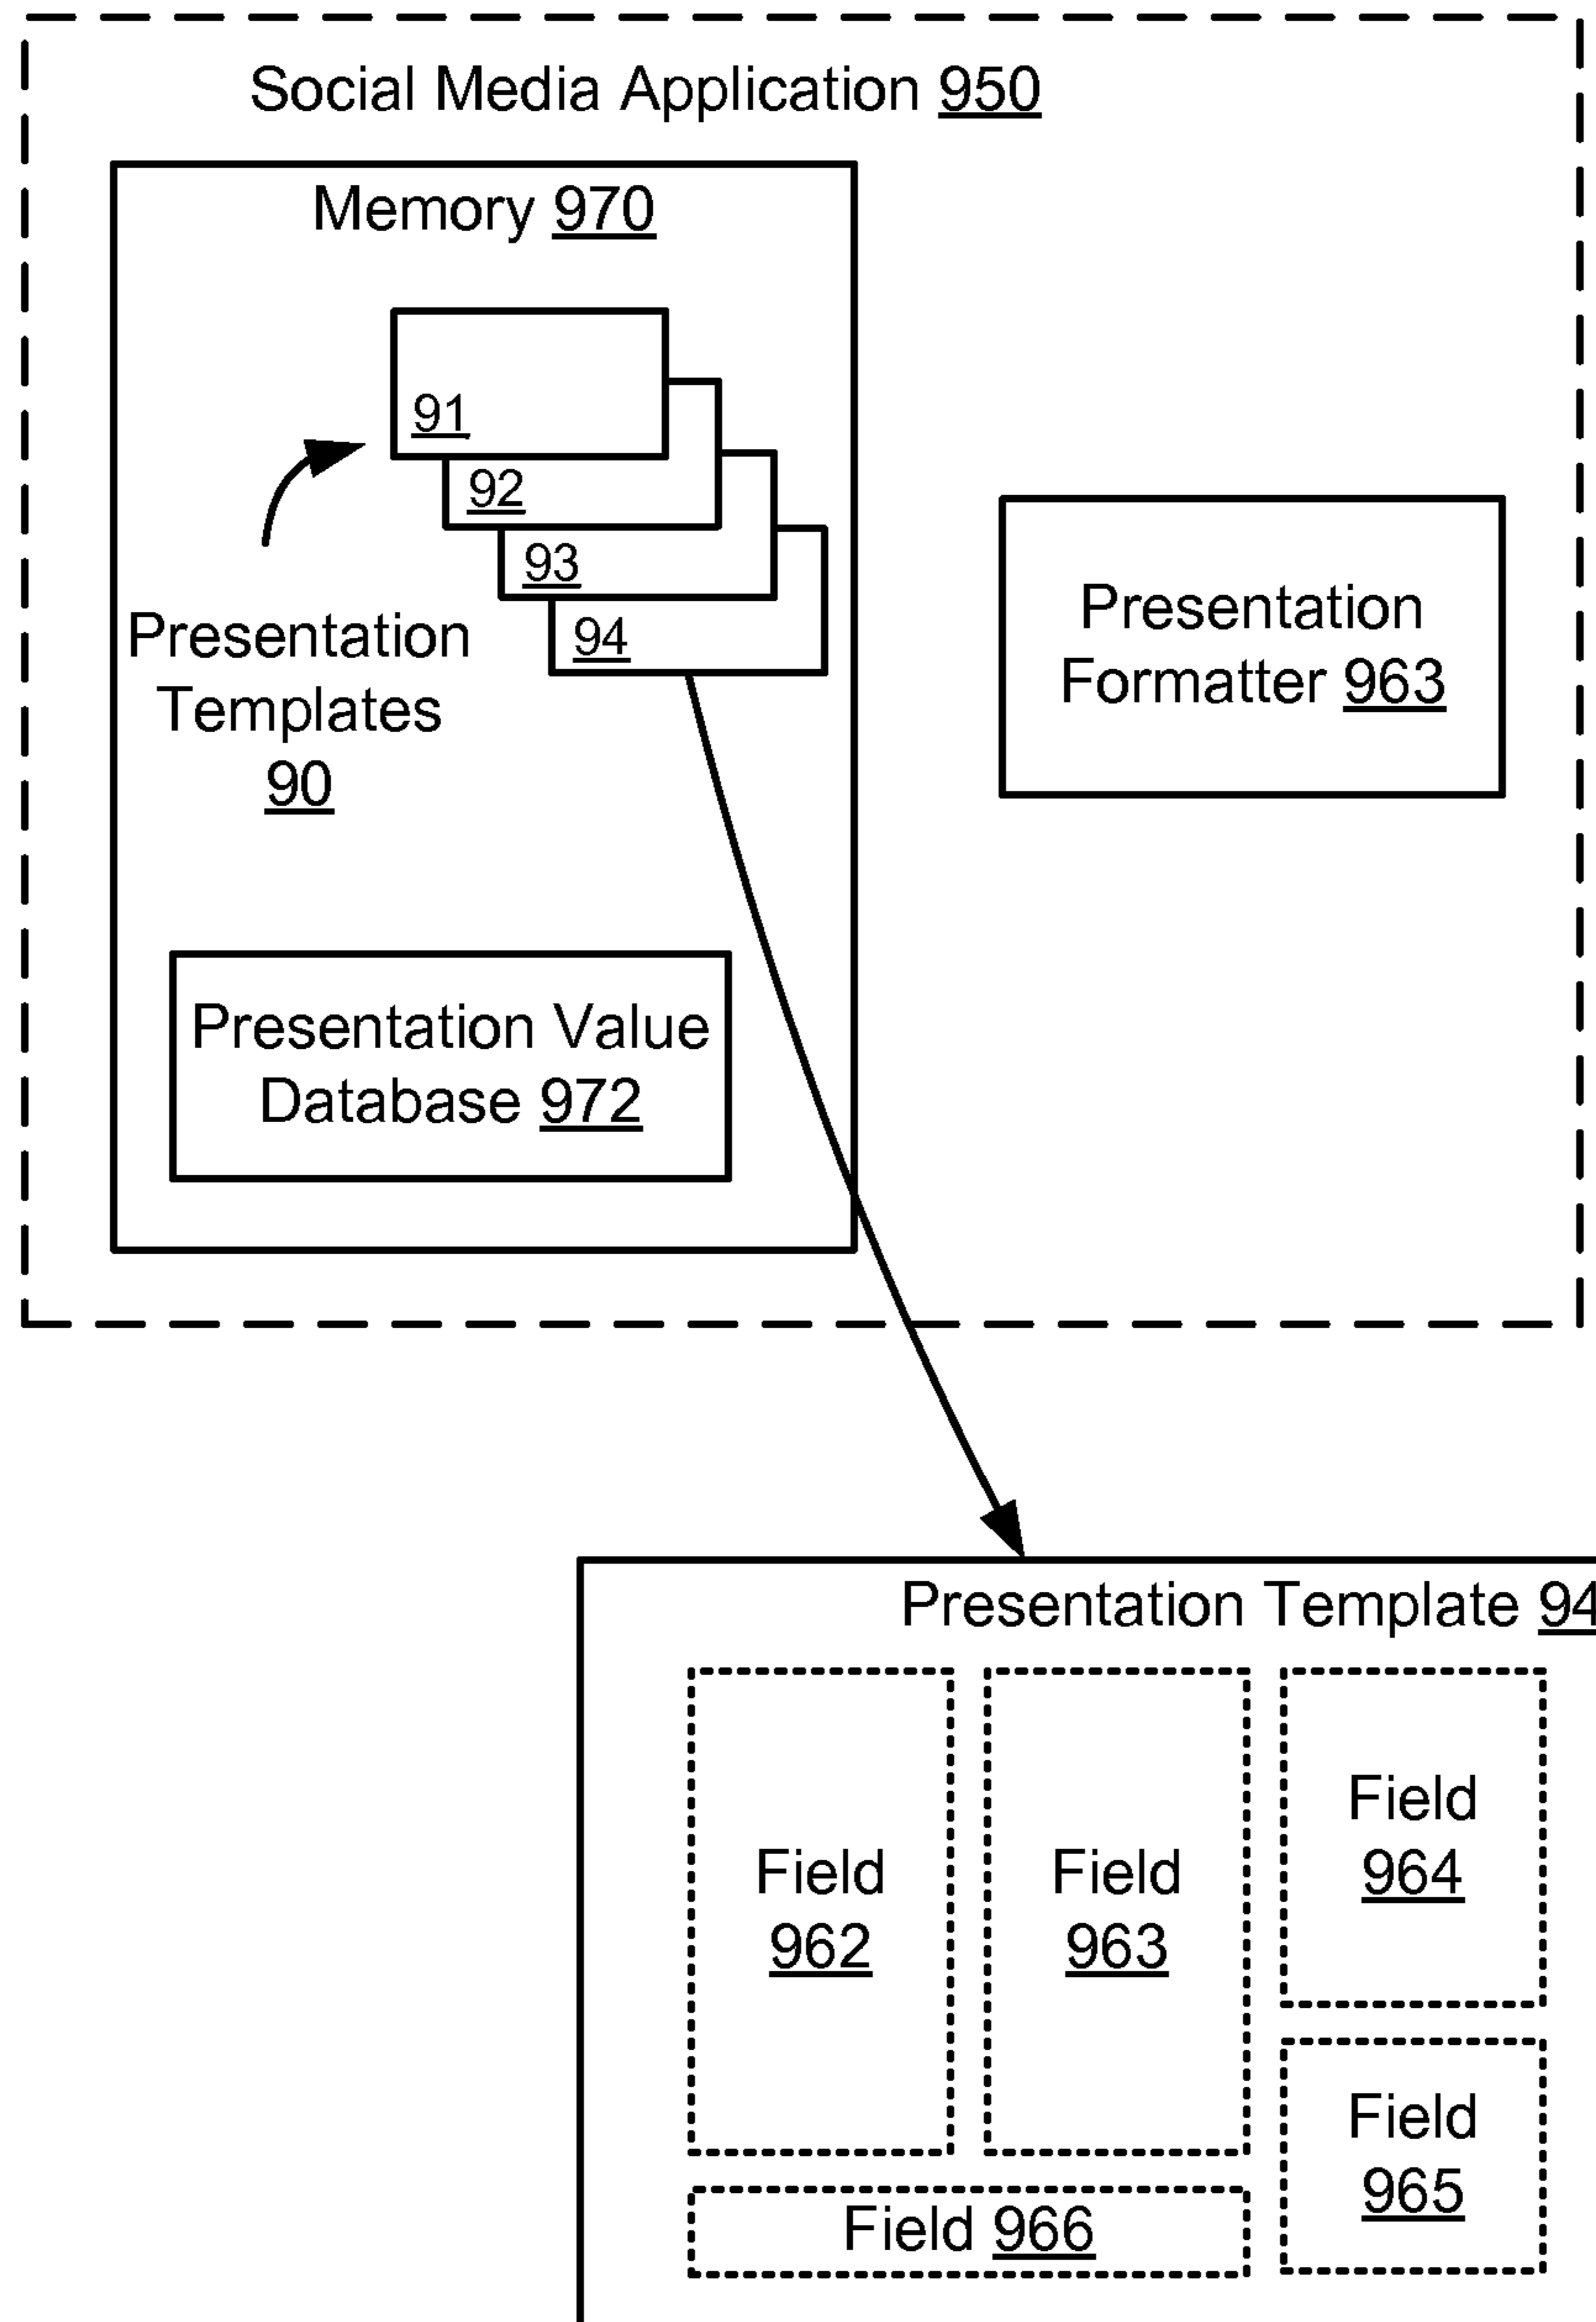 Social Media Application 950
Memory 970
91
92
93
94
Presentation
Templates
90
Presentation
Formatter 963
Presentation Value
Database 972
Presentation Template 94
Field
962
Field
963
Field
964
Field
965
Field 966